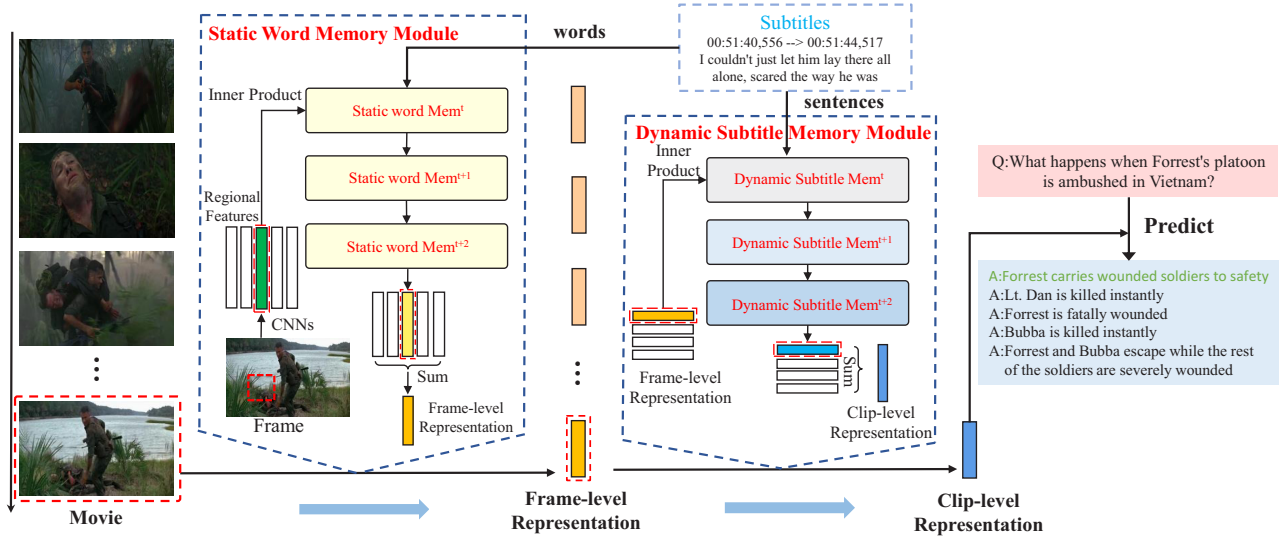 Static Word Memory Module
words
Subtitles
00:51:40,556 --> 00:51:44,517
I couldn't just let him lay there all
alone, scared the way he was
sentences
Inner Product
Static word Mem^t
Static word Mem^t+1
Static word Mem^t+2
Regional
Features
CNNs
Frame
Sum
Frame-level
Representation
Dynamic Subtitle Memory Module
Inner
Product
Dynamic Subtitle Mem^t
Dynamic Subtitle Mem^t+1
Dynamic Subtitle Mem^t+2
Frame-level
Representation
Sum
Clip-level
Representation
Q:What happens when Forrest's platoon
is ambushed in Vietnam?
Predict
A:Forrest carries wounded soldiers to safety
A:Lt. Dan is killed instantly
A:Forrest is fatally wounded
A:Bubba is killed instantly
A:Forrest and Bubba escape while the rest
of the soldiers are severely wounded
Movie
Frame-level
Representation
Clip-level
Representation